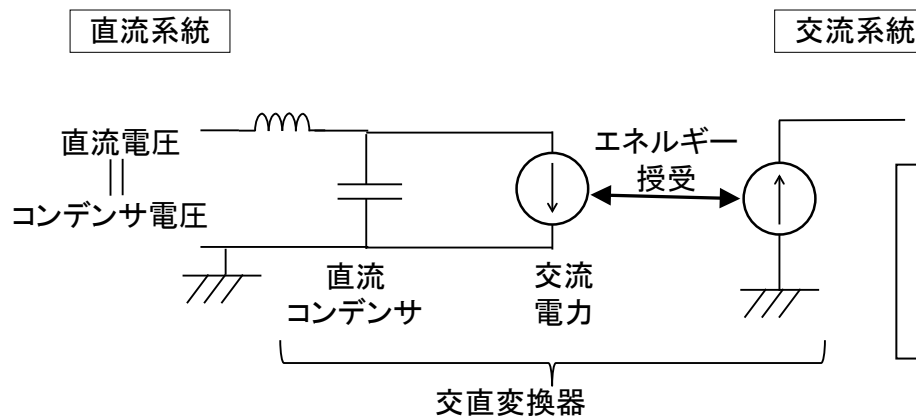 直流系統
交流系統
直流電圧
||
コンデンサ電圧
エネルギー
授受
直流
コンデンサ
交流
電力
交直変換器